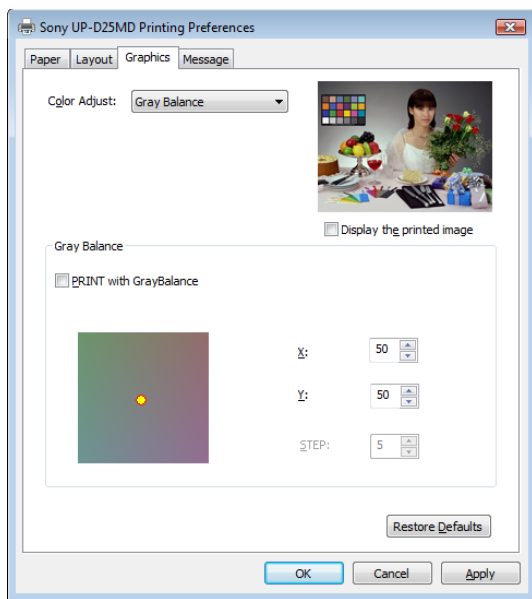 Sony UP-D25MD Printing Preferences
Paper Layout Graphics Message
Color Adjust: Gray Balance
Display the printed image
Gray Balance
PRINT with GrayBalance
X: 50
Y: 50
STEP: 5
Restore Defaults
OK Cancel Apply